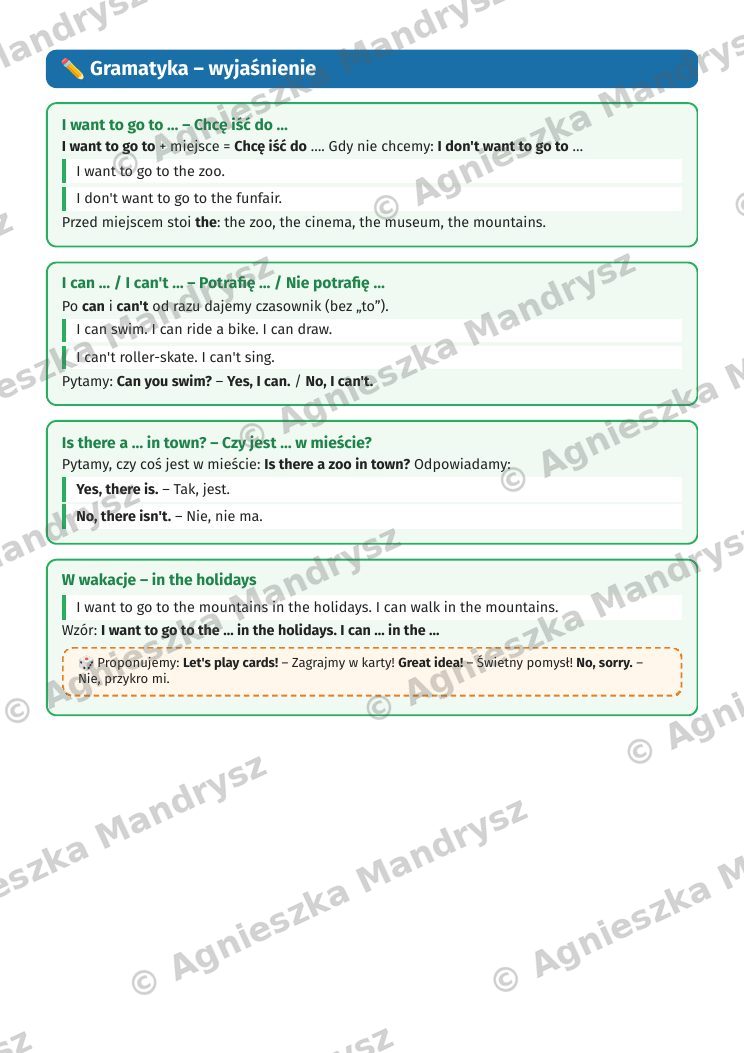 ✏️ Gramatyka – wyjaśnienie
I want to go to ... – Chcę iść do ...
I want to go to + miejsce = Chcę iść do .... Gdy nie chcemy: I don't want to go to ...
I want to go to the zoo.
I don't want to go to the funfair.
Przed miejscem stoi the: the zoo, the cinema, the museum, the mountains.
I can ... / I can't ... – Potrafię ... / Nie potrafię ...
Po can i can't od razu dajemy czasownik (bez „to”).
I can swim. I can ride a bike. I can draw.
I can't roller-skate. I can't sing.
Pytamy: Can you swim? – Yes, I can. / No, I can't.
Is there a ... in town? – Czy jest ... w mieście?
Pytamy, czy coś jest w mieście: Is there a zoo in town? Odpowiadamy:
Yes, there is. – Tak, jest.
No, there isn't. – Nie, nie ma.
W wakacje – in the holidays
I want to go to the mountains in the holidays. I can walk in the mountains.
Wzór: I want to go to the ... in the holidays. I can ... in the ...
🎲 Proponujemy: Let's play cards! – Zagrajmy w karty! Great idea! – Świetny pomysł! No, sorry. –
Nie, przykro mi.
© Agnieszka Mandrysz